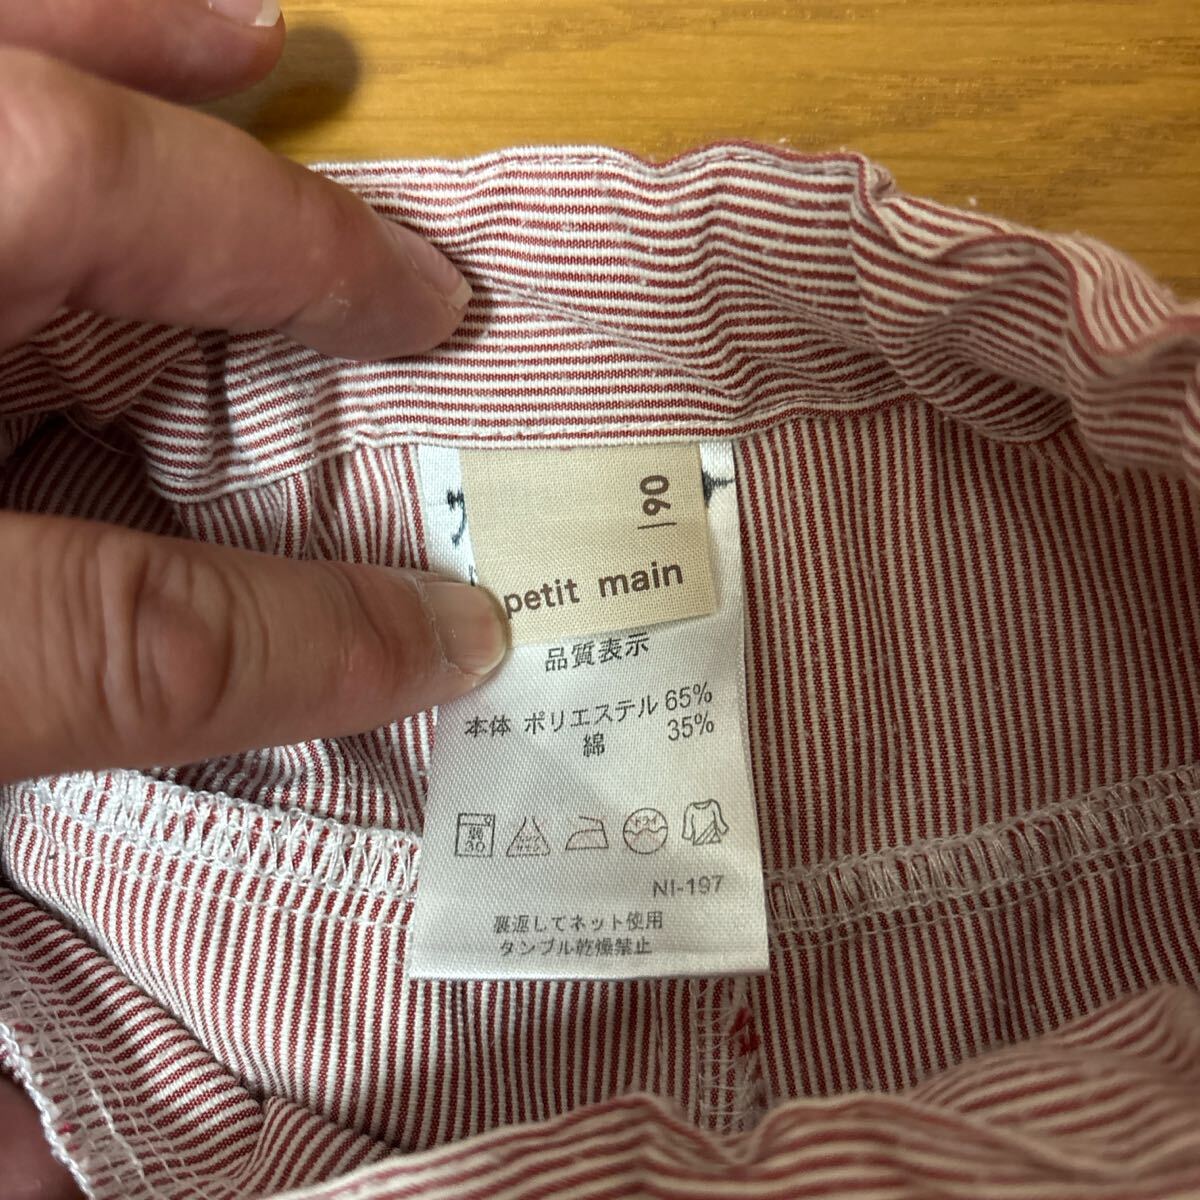 90
petit main
品質表示
本体 ポリエステル 65%
綿 35%
NI-197
裏返してネット使用
タンブル乾燥禁止